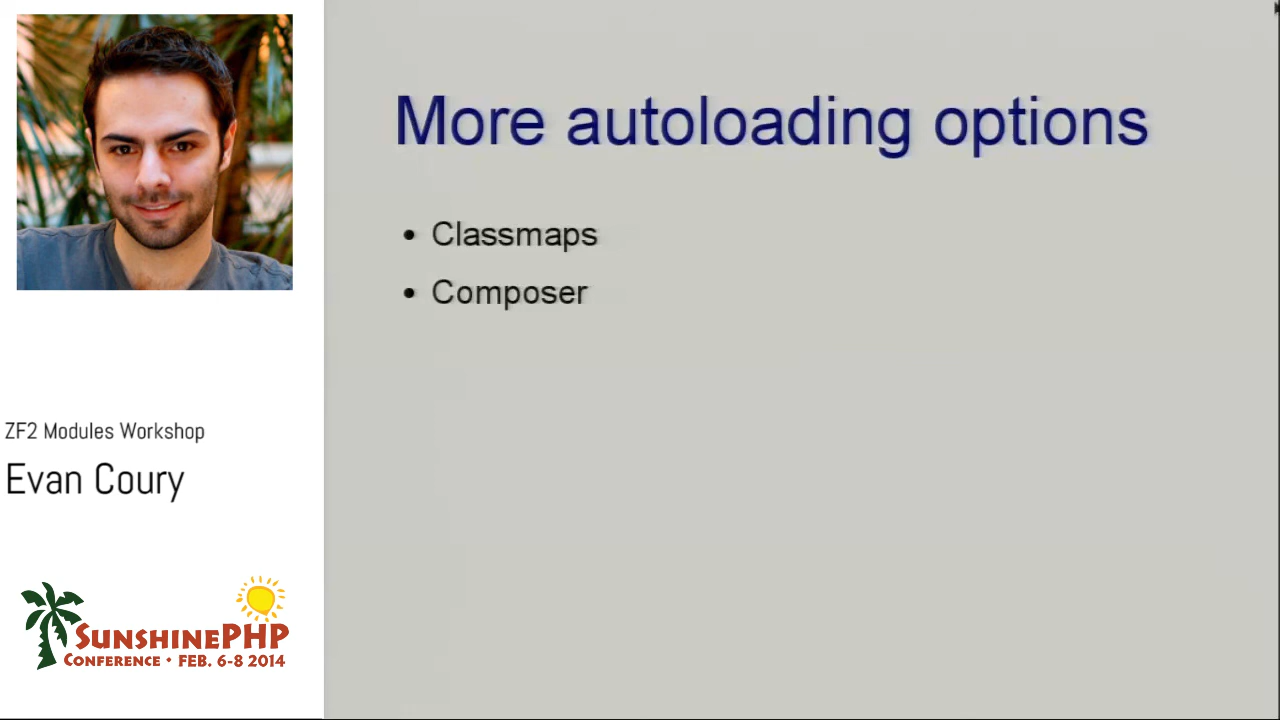 More autoloading options
• Classmaps
• Composer
ZF2 Modules Workshop
Evan Coury
SunshinePHP
Conference • Feb. 6-8 2014